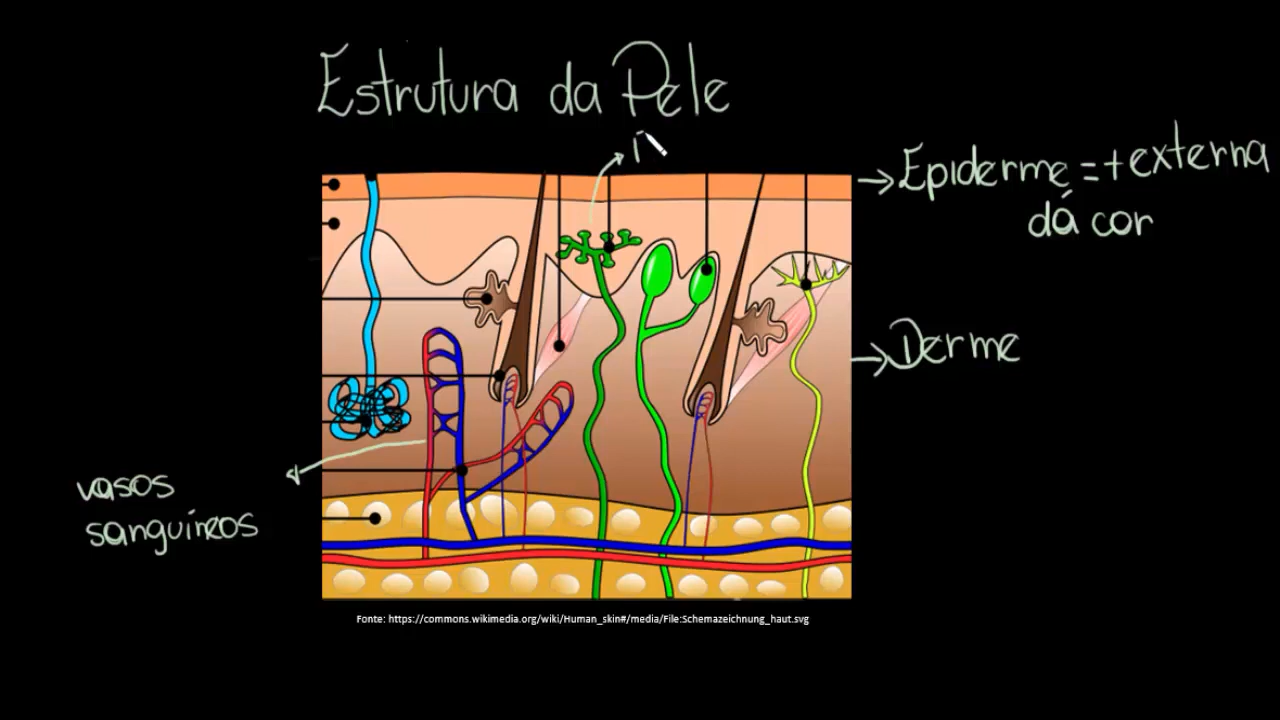 Estrutura da Pele
Epiderme = + externa
dá cor
Derme
vasos
sanguíneos
Fonte: https://commons.wikimedia.org/wiki/Human_skin#/media/File:Schemazeichnung_haut.svg